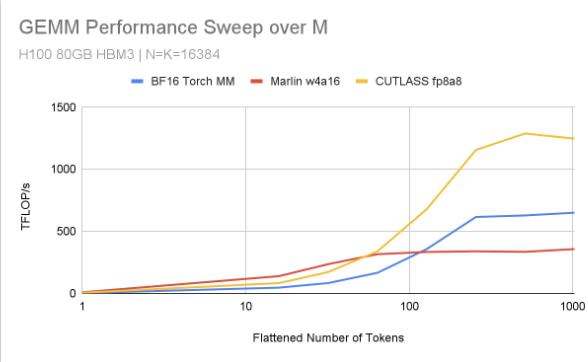 GEMM Performance Sweep over M
H100 80GB HBM3 | N=K=16384
BF16 Torch MM Marlin w4a16 CUTLASS fp8a8
1500
1000
500
0
TFLOP/s
1 10 100 1000
Flattened Number of Tokens